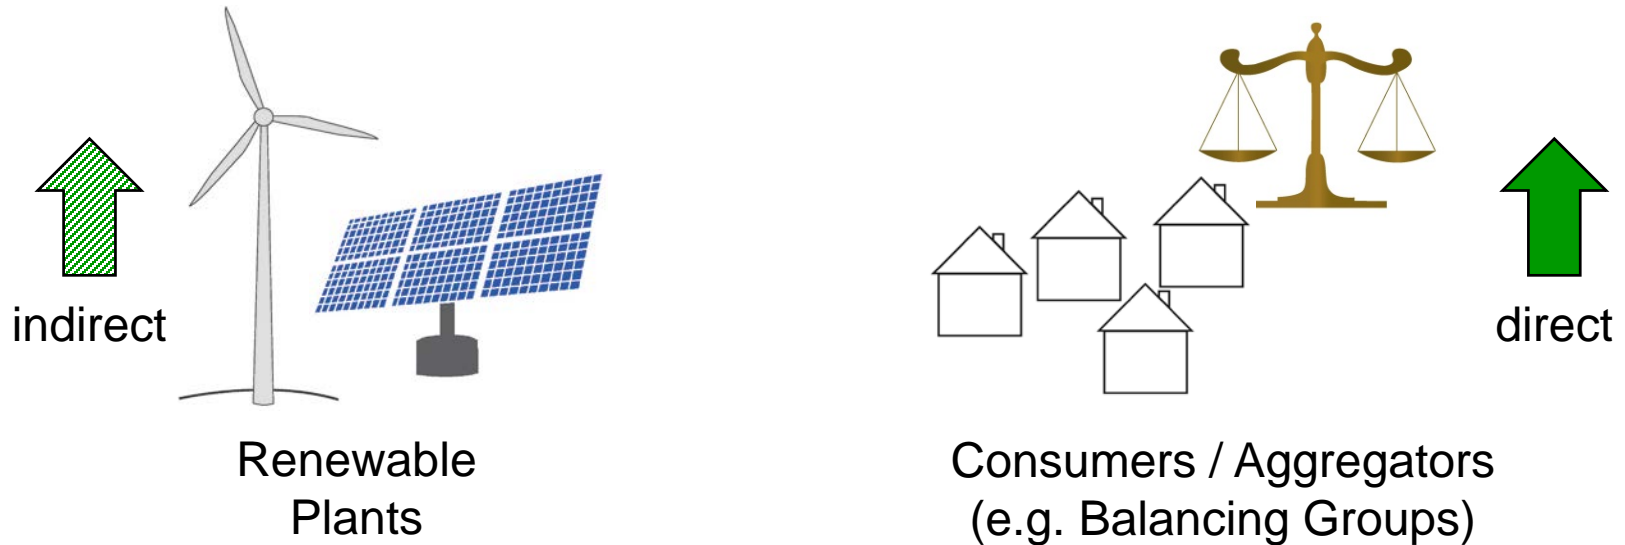 indirect
direct
Renewable
Plants
Consumers / Aggregators
(e.g. Balancing Groups)